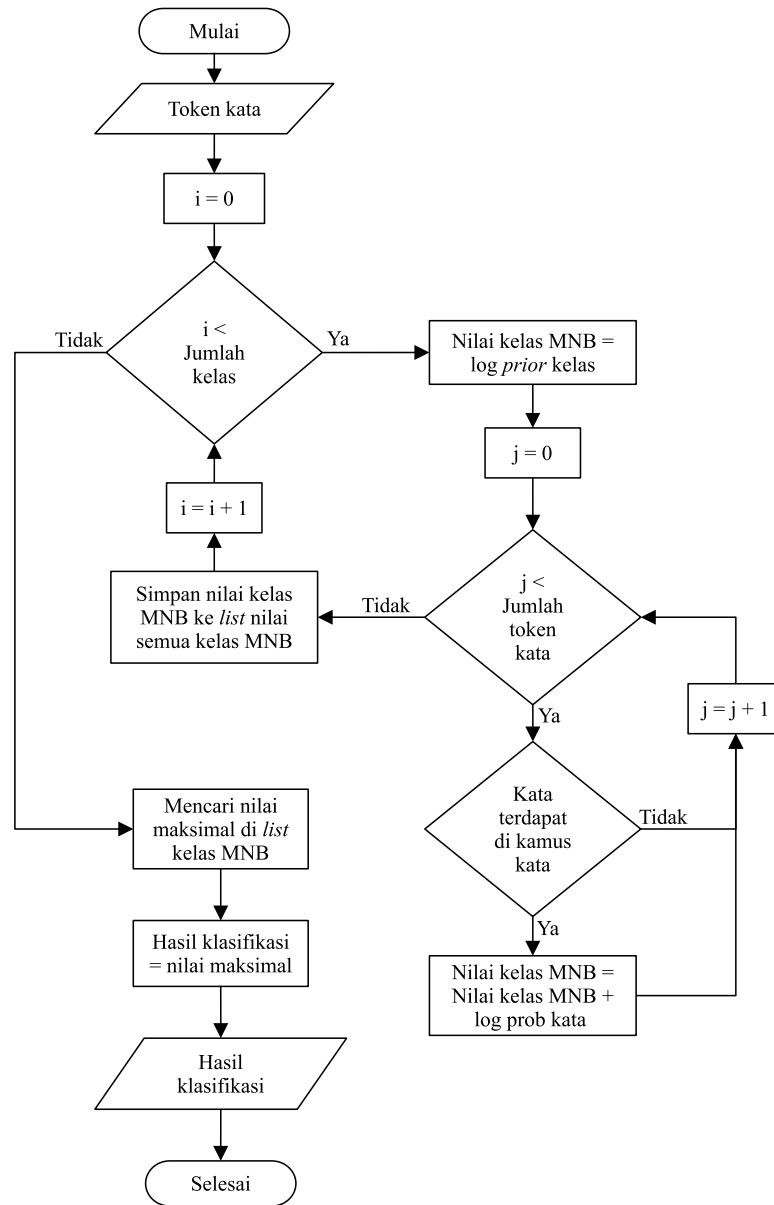 Mulai
Token kata
i = 0
i <
Jumlah
kelas
Tidak
Ya
Nilai kelas MNB =
log prior kelas
j = 0
j <
Jumlah
token
kata
Tidak
Ya
i = i + 1
Simpan nilai kelas
MNB ke list nilai
semua kelas MNB
j = j + 1
Kata
terdapat
di kamus
kata
Tidak
Ya
Nilai kelas MNB =
Nilai kelas MNB +
log prob kata
Mencari nilai
maksimal di list
kelas MNB
Hasil klasifikasi
= nilai maksimal
Hasil
klasifikasi
Selesai